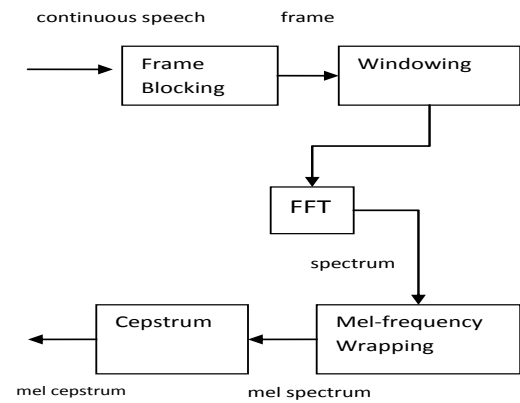 continuous speech
frame
Frame
Blocking
Windowing
FFT
spectrum
Mel-frequency
Wrapping
Cepstrum
mel spectrum
mel cepstrum